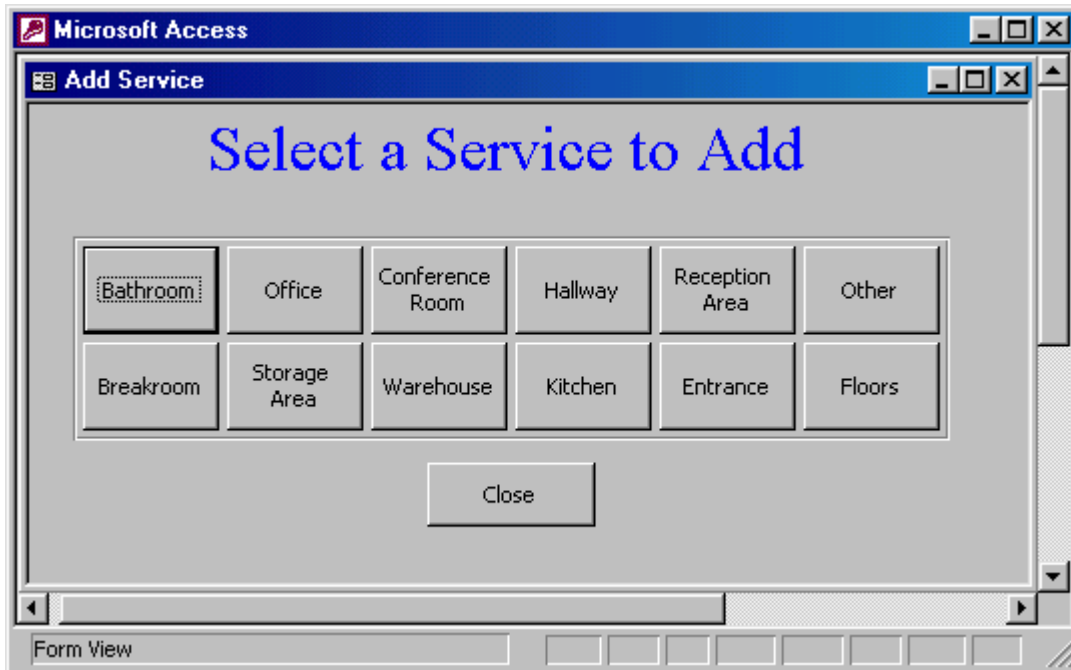 Microsoft Access
Add Service
Select a Service to Add
Bathroom
Office
Conference
Room
Hallway
Reception
Area
Other
Breakroom
Storage
Area
Warehouse
Kitchen
Entrance
Floors
Close
Form View